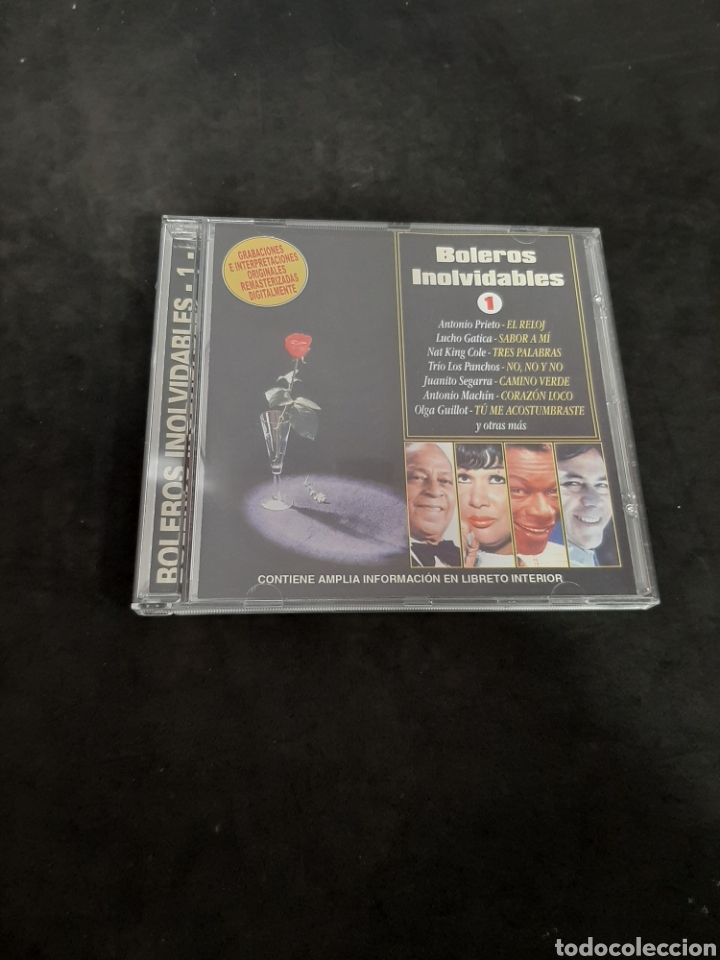 BOLEROS INOLVIDABLES - 1 -
GRABACIONES
E INTERPRETACIONES
ORIGINALES
REMASTERIZADAS
DIGITALMENTE
Boleros
Inolvidables
1
Antonio Prieto - EL RELOJ
Lucho Gatica - SABOR A MÍ
Nat King Cole - TRES PALABRAS
Trío Los Panchos - NO, NO Y NO
Juanito Segarra - CAMINO VERDE
Antonio Machín - CORAZÓN LOCO
Olga Guillot - TÚ ME ACOSTUMBRASTE
y otras más
CONTIENE AMPLIA INFORMACIÓN EN LIBRETO INTERIOR
todocoleccion